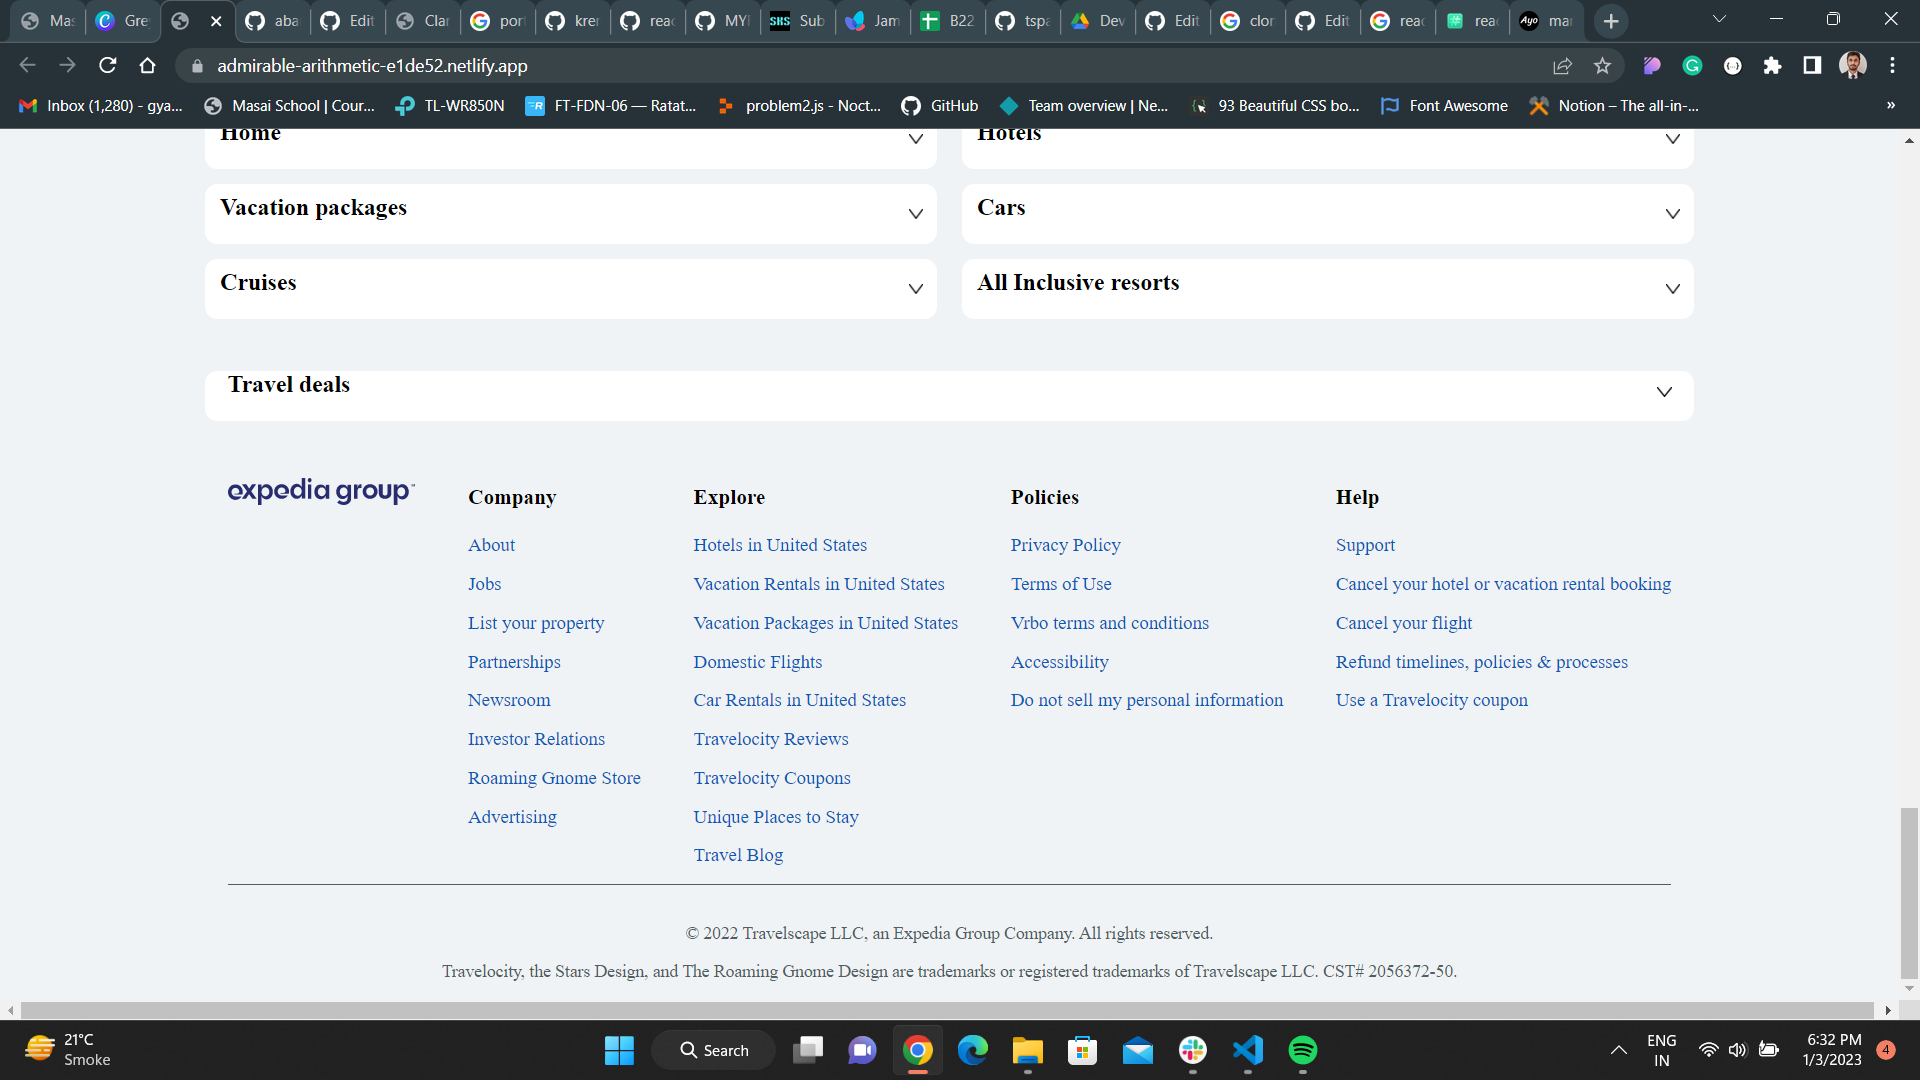 Mas
Gre
aba
Edit
Clar
port
krer
reac
MYI
SKS Sub
Jam
B22
tspa
Dev
Edit
clor
Edit
reac
reac
Ayo mar
admirable-arithmetic-e1de52.netlify.app
Inbox (1,280) - gya...
Masai School | Cour...
TL-WR850N
FT-FDN-06 — Ratat...
problem2.js - Noct...
GitHub
Team overview | Ne...
93 Beautiful CSS bo...
Font Awesome
Notion – The all-in-...
»
Home
Hotels
Vacation packages
Cars
Cruises
All Inclusive resorts
Travel deals
expedia group™
Company
About
Jobs
List your property
Partnerships
Newsroom
Investor Relations
Roaming Gnome Store
Advertising
Explore
Hotels in United States
Vacation Rentals in United States
Vacation Packages in United States
Domestic Flights
Car Rentals in United States
Travelocity Reviews
Travelocity Coupons
Unique Places to Stay
Travel Blog
Policies
Privacy Policy
Terms of Use
Vrbo terms and conditions
Accessibility
Do not sell my personal information
Help
Support
Cancel your hotel or vacation rental booking
Cancel your flight
Refund timelines, policies & processes
Use a Travelocity coupon
© 2022 Travelscape LLC, an Expedia Group Company. All rights reserved.
Travelocity, the Stars Design, and The Roaming Gnome Design are trademarks or registered trademarks of Travelscape LLC. CST# 2056372-50.
21°C
Smoke
Search
ENG
IN
6:32 PM
1/3/2023
4